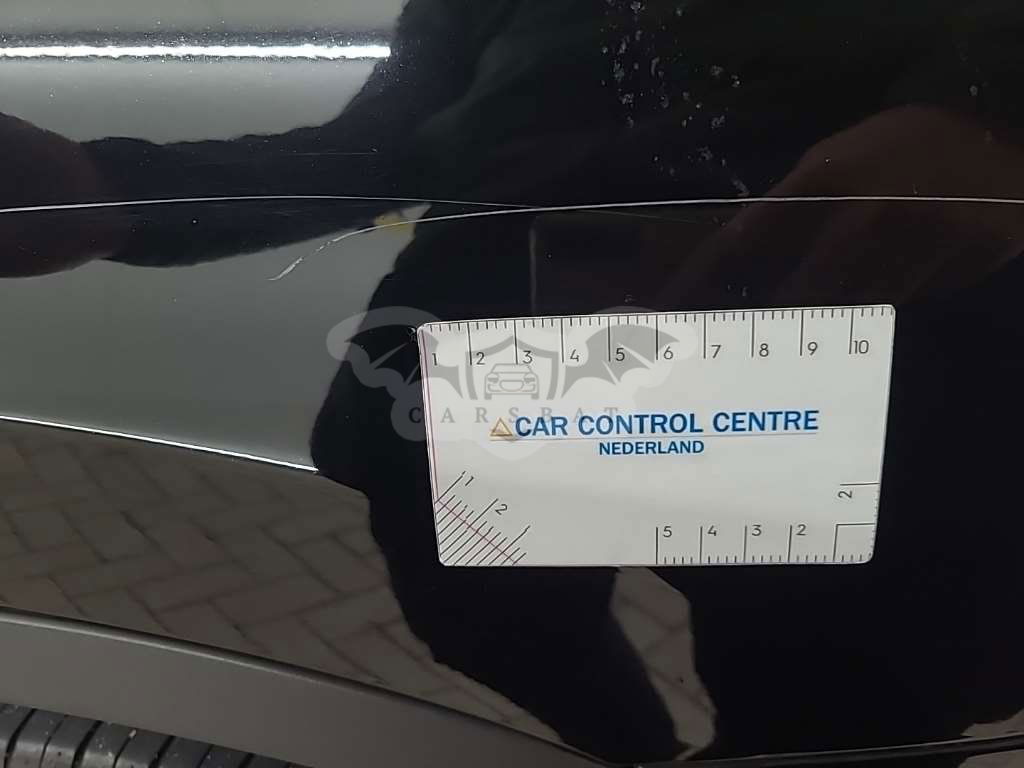 1 2 3 4 5 6 7 8 9 10
CARSBAT
CAR CONTROL CENTRE
NEDERLAND
1 2
2
5 4 3 2